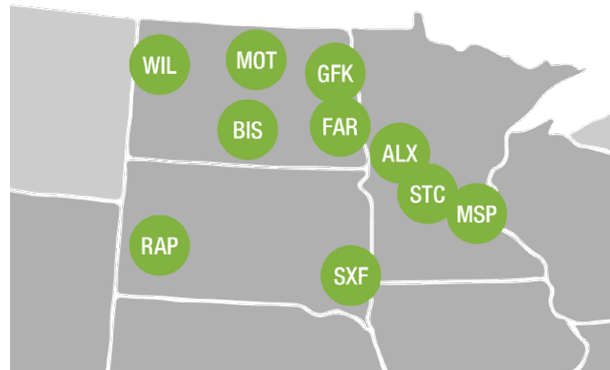 WIL
MOT
GFK
BIS
FAR
ALX
STC
MSP
RAP
SXF